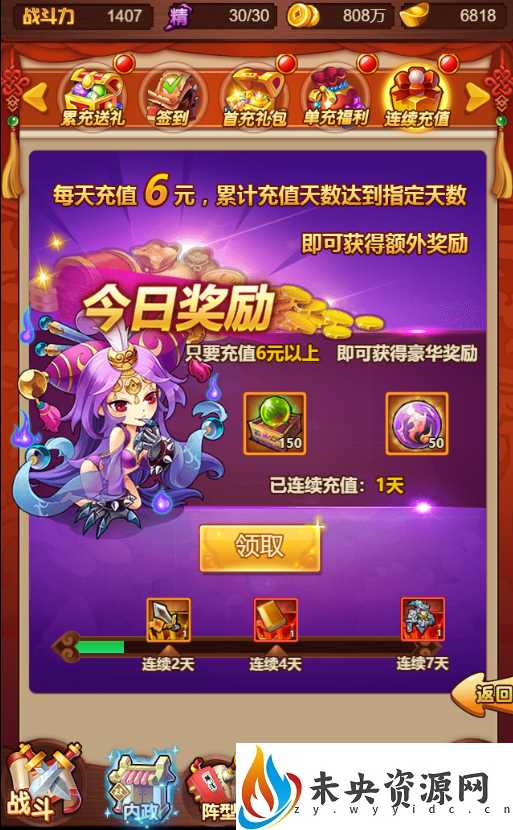 战斗力 1407 精 30/30 808万 6818
累充送礼 签到 首充礼包 单充福利 连续充值
每天充值6元，累计充值天数达到指定天数
即可获得额外奖励
今日奖励
只要充值6元以上 即可获得豪华奖励
150 50
已连续充值：1天
领取
1 1 1
连续2天 连续4天 连续7天
返回
战斗 内政 阵型
未央资源网
zy.wyyidc.cn